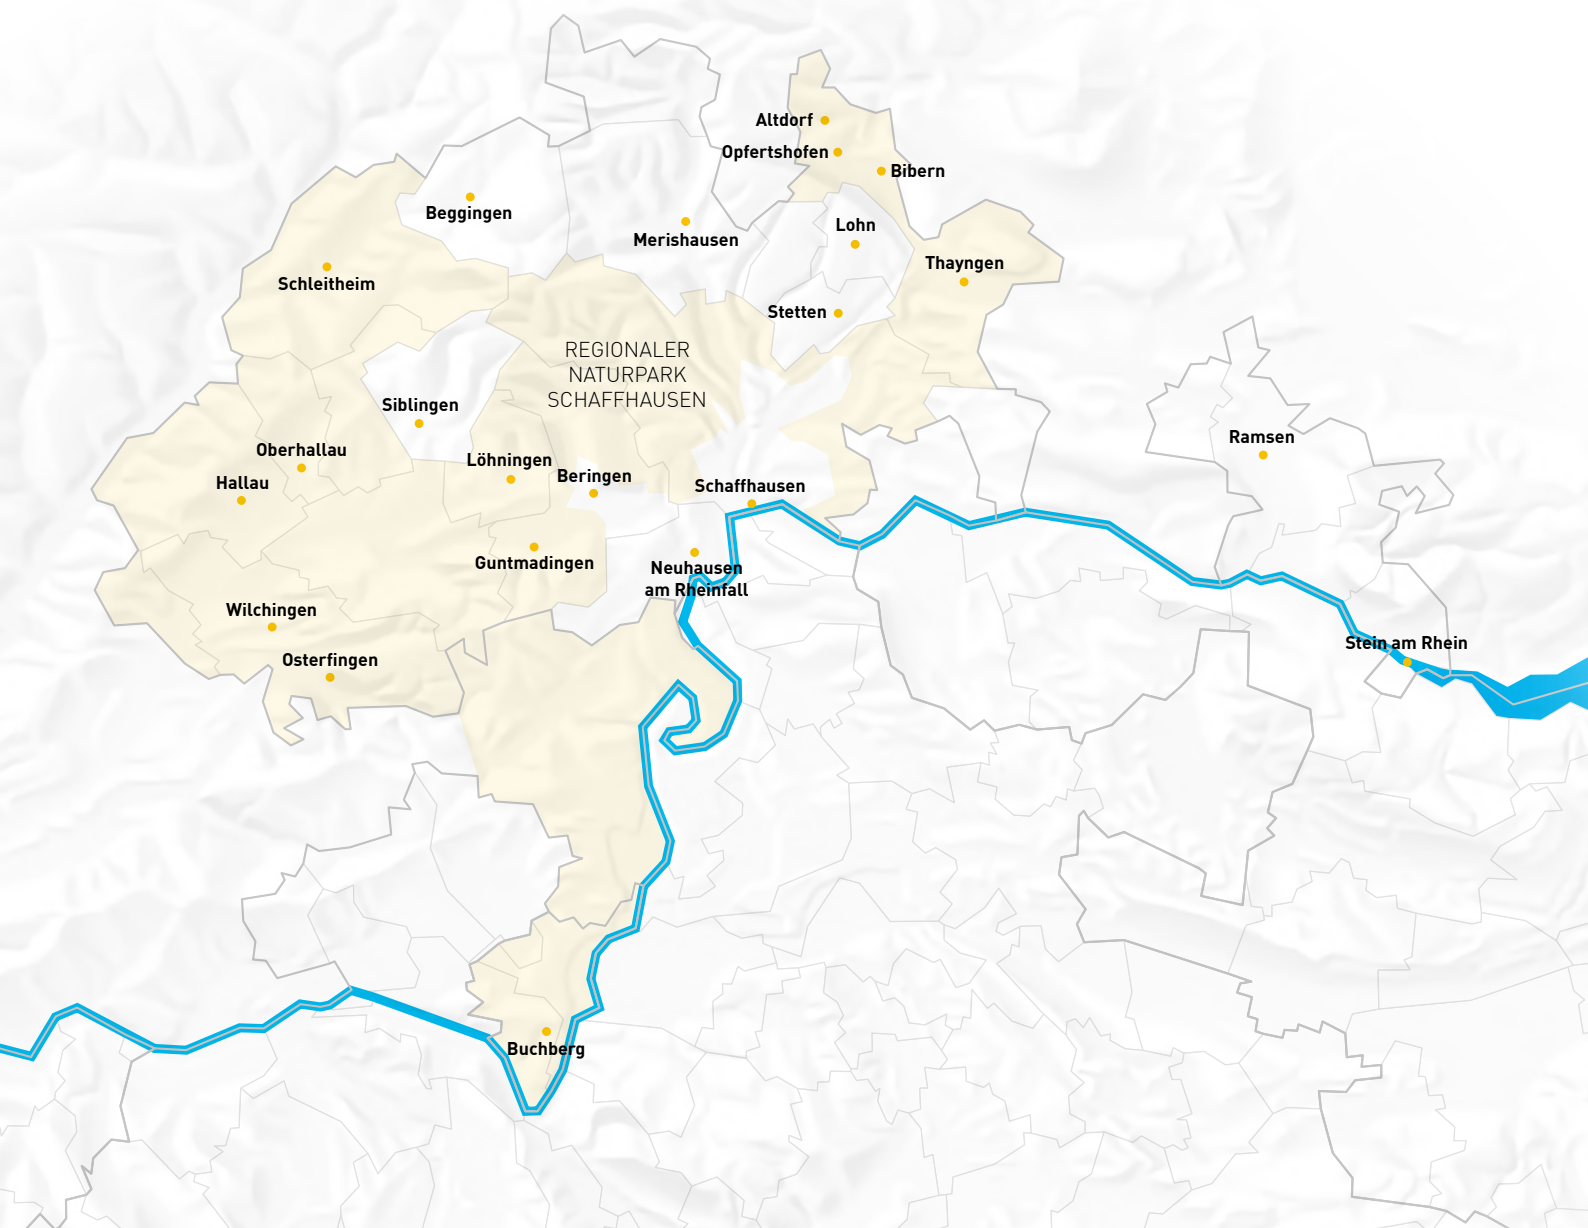 Altdorf
Opfertshofen
Bibern
Beggingen
Merishausen
Lohn
Thayngen
Schleitheim
Stetten
REGIONALER
NATURPARK
SCHAFFHAUSEN
Siblingen
Ramsen
Oberhallau
Löhningen
Beringen
Hallau
Schaffhausen
Guntmadingen
Neuhausen
am Rheinfall
Wilchingen
Stein am Rhein
Osterfingen
Buchberg